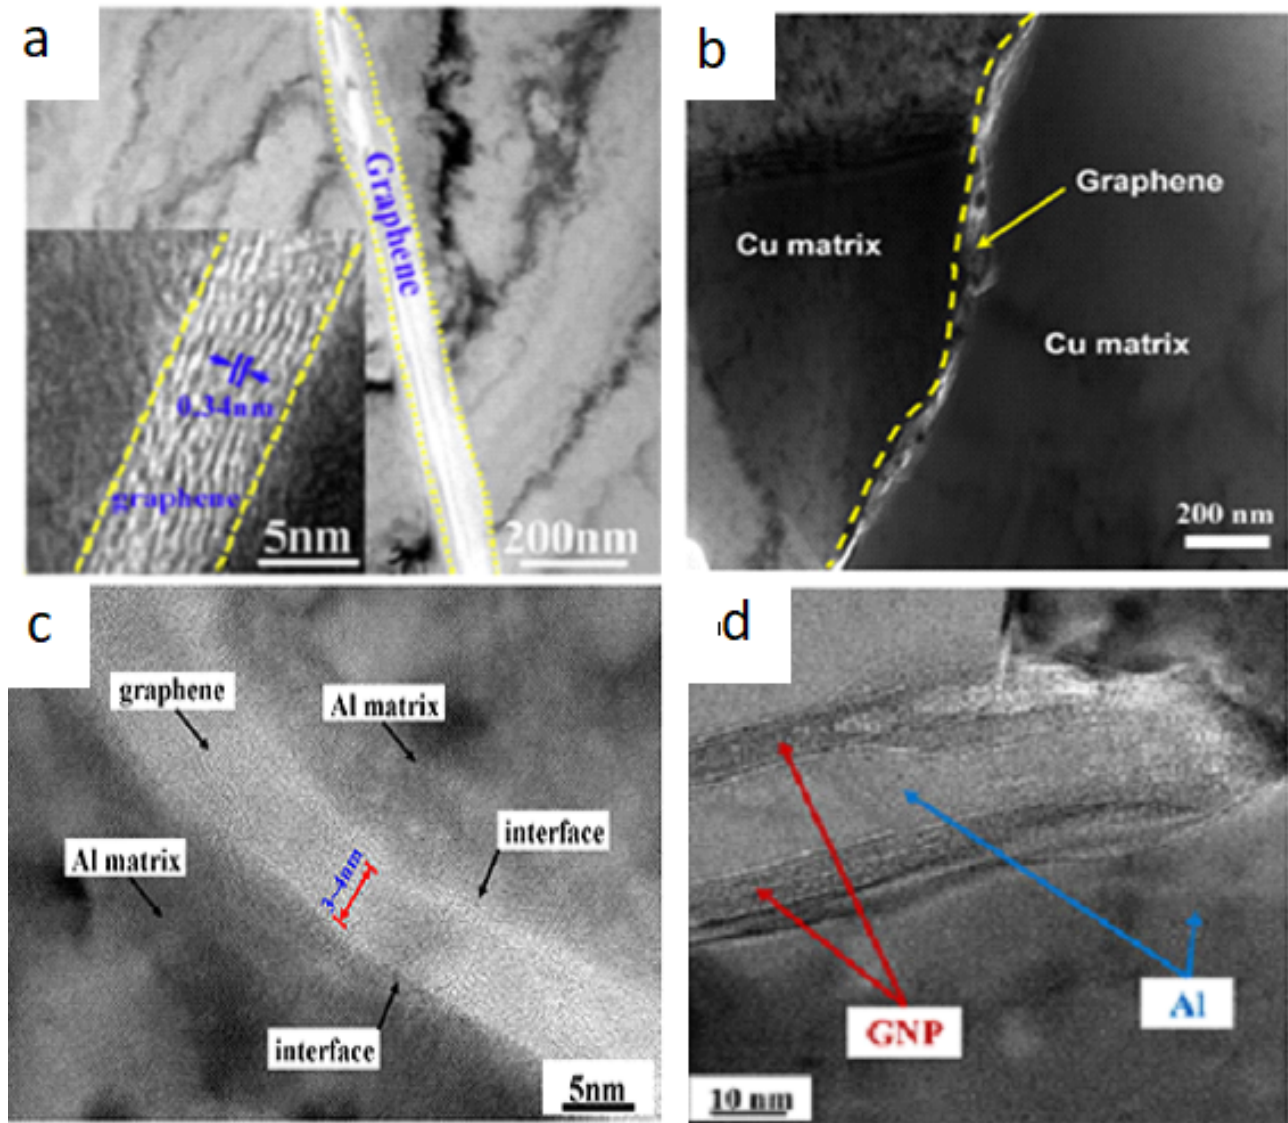 a
Graphene
0.34nm
graphene
5nm
200nm
b
Graphene
Cu matrix
Cu matrix
200 nm
c
graphene
Al matrix
interface
Al matrix
3~4nm
interface
5nm
d
GNP
Al
10 nm